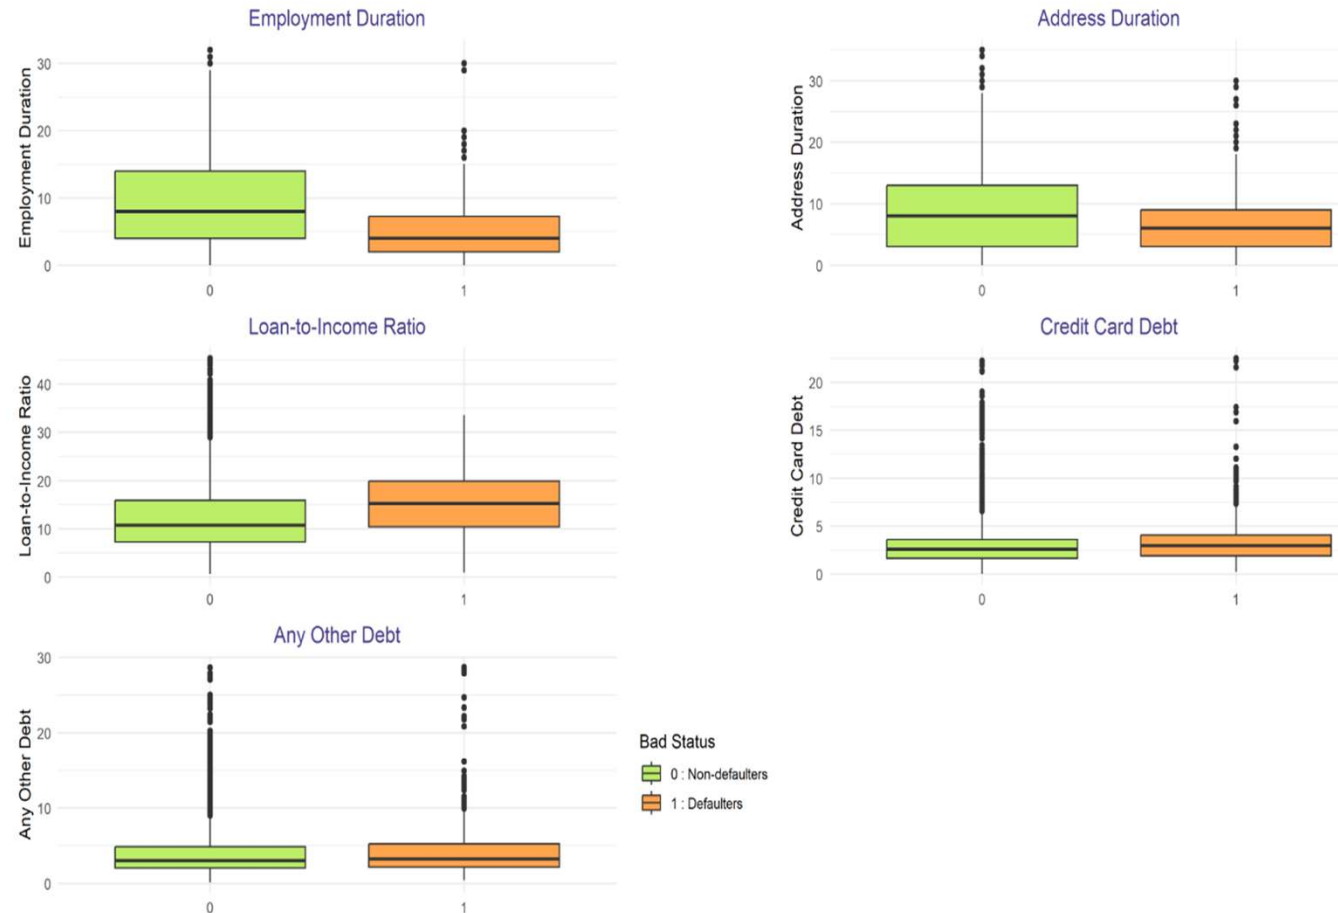 Employment Duration
Employment Duration
30
20
10
0
0
1
Address Duration
Address Duration
30
20
10
0
0
1
Loan-to-Income Ratio
Loan-to-Income Ratio
40
30
20
10
0
0
1
Credit Card Debt
Credit Card Debt
20
15
10
5
0
0
1
Any Other Debt
Any Other Debt
30
20
10
0
0
1
Bad Status
0 : Non-defaulters
1 : Defaulters